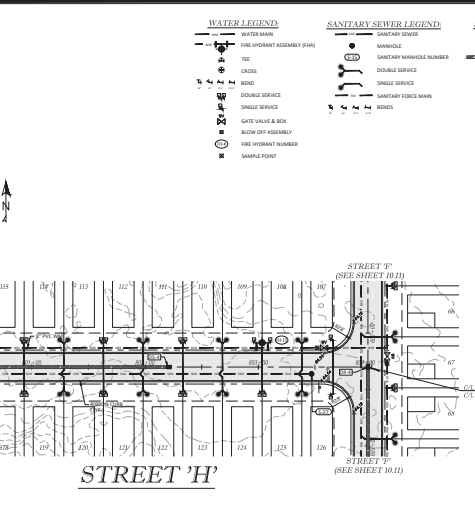 WATER LEGEND:
WATER MAIN
FIRE HYDRANT ASSEMBLY (FHA)
TEE
CROSS
BEND
DOUBLE SERVICE
SINGLE SERVICE
GATE VALVE & BOX
BLOW OFF ASSEMBLY
FIRE HYDRANT NUMBER
SAMPLE POINT
SANITARY SEWER LEGEND:
SANITARY SEWER
MANHOLE
SANITARY MANHOLE NUMBER
DOUBLE SERVICE
SINGLE SERVICE
SANITARY FORCE MAIN
BENDS
N
STREET 'F'
(SEE SHEET 10.11)
115 114 113 112 111 110 109 108 107
66
67
68
C/L
C/L
118 119 120 121 122 123 124 125 126
STREET 'F'
(SEE SHEET 10.11)
STREET 'H'